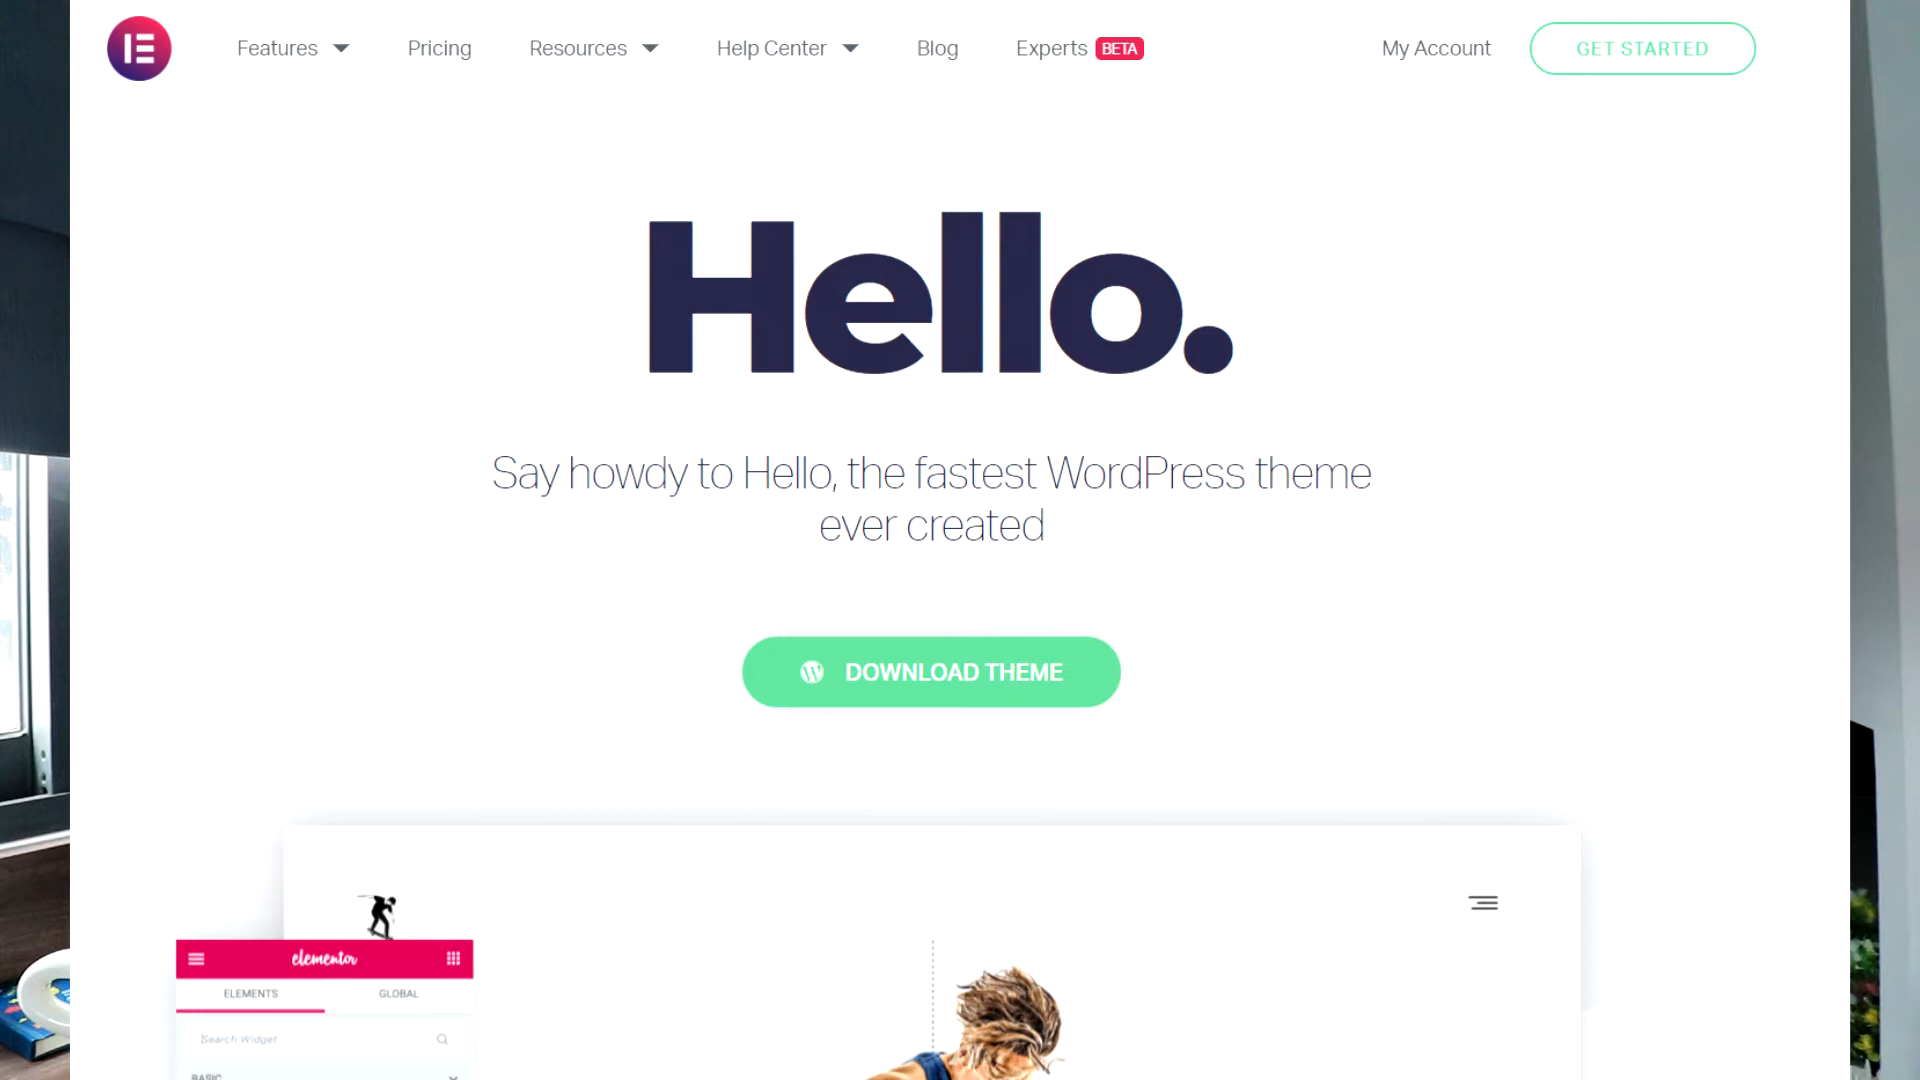 Features Pricing Resources Help Center Blog Experts BETA My Account GET STARTED
Hello.
Say howdy to Hello, the fastest WordPress theme
ever created
DOWNLOAD THEME
elementor
ELEMENTS GLOBAL
Search Widget
BASIC